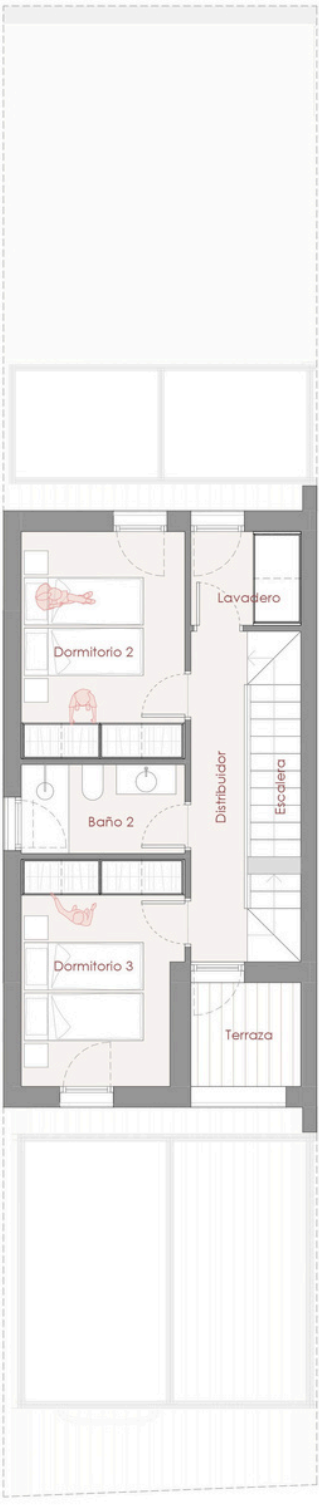 Lavadero
Dormitorio 2
Distribuidor
Escalera
Baño 2
Dormitorio 3
Terraza